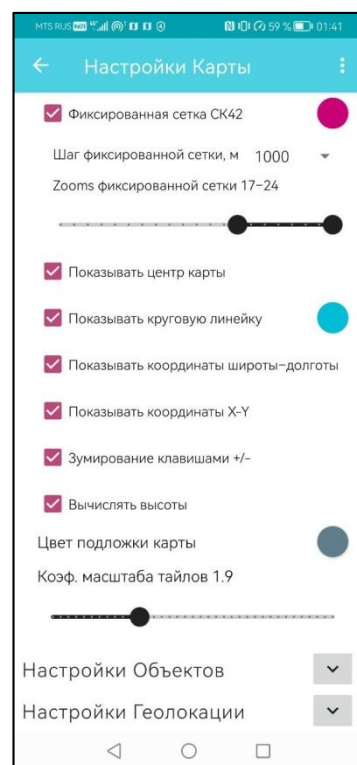 MTS RUS 59 % 01:41
Настройки Карты
Фиксированная сетка СК42
Шаг фиксированной сетки, м 1000
Zooms фиксированной сетки 17-24
Показывать центр карты
Показывать круговую линейку
Показывать координаты широты-долготы
Показывать координаты X-Y
Зумирование клавишами +/-
Вычислять высоты
Цвет подложки карты
Коэф. масштаба тайлов 1.9
Настройки Объектов
Настройки Геолокации